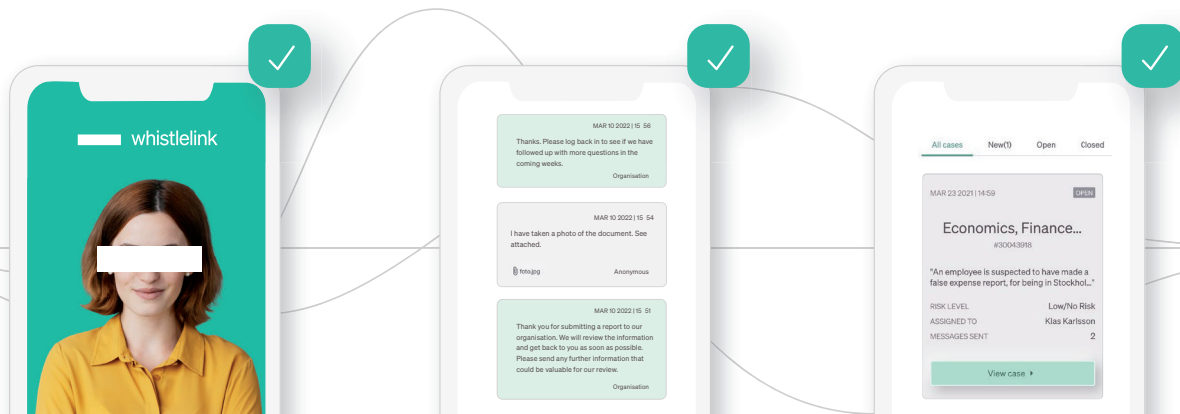 whistlelink
MAR 10 2022 | 15 56
Thanks. Please log back in to see if we have
followed up with more questions in the
coming weeks.
Organisation
MAR 10 2022 | 15 54
I have taken a photo of the document. See
attached.
foto.jpg Anonymous
MAR 10 2022 | 15 51
Thank you for submitting a report to our
organisation. We will review the information
and get back to you as soon as possible.
Please send any further information that
could be valuable for our review.
Organisation
All cases New(1) Open Closed
MAR 23 2021 | 14:59 OPEN
Economics, Finance...
#30043918
"An employee is suspected to have made a
false expense report, for being in Stockhol..."
RISK LEVEL Low/No Risk
ASSIGNED TO Klas Karlsson
MESSAGES SENT 2
View case